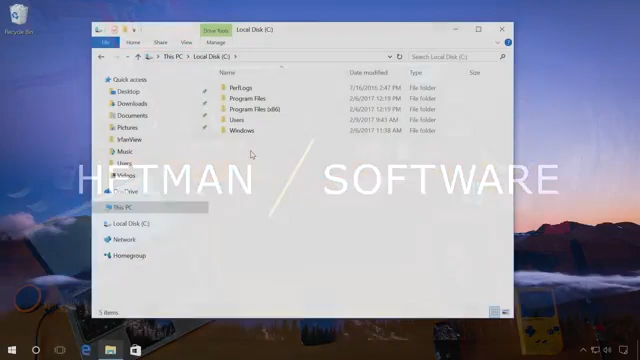 Recycle Bin
Drive Tools
Local Disk (C:)
File
Home
Share
View
Manage
This PC > Local Disk (C:) >
Search Local Disk (C:)
Name
Date modified
Type
Size
Quick access
Desktop
Downloads
Documents
Pictures
IrfanView
Music
Users
Videos
OneDrive
This PC
Local Disk (C:)
Network
Homegroup
PerfLogs 7/16/2016 2:47 PM File folder
Program Files 2/6/2017 12:19 PM File folder
Program Files (x86) 2/6/2017 12:19 PM File folder
Users 2/9/2017 9:43 AM File folder
Windows 2/6/2017 11:38 AM File folder
HETMAN / SOFTWARE
5 items